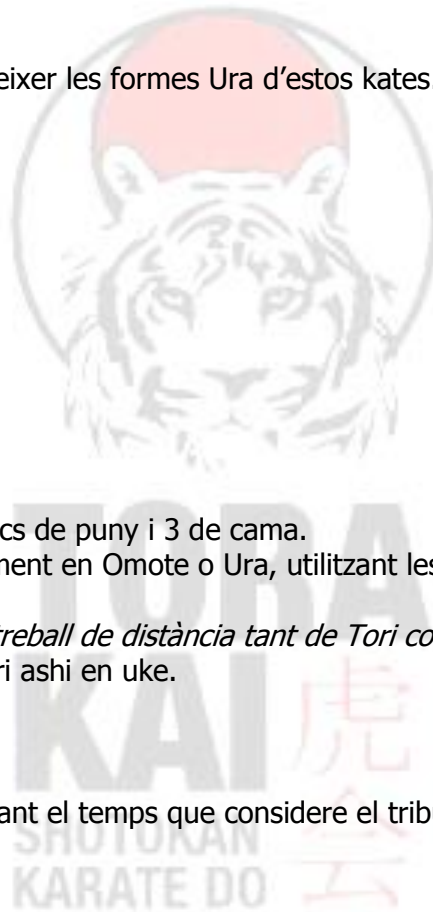 eixer les formes Ura d’estos kates
cs de puny i 3 de cama.
ment en Omote o Ura, utilitzant les
treball de distància tant de Tori co
ri ashi en uke.
TORA
KAI
虎
会
ant el temps que considere el tribu
SHOTOKAN
KARATE DO